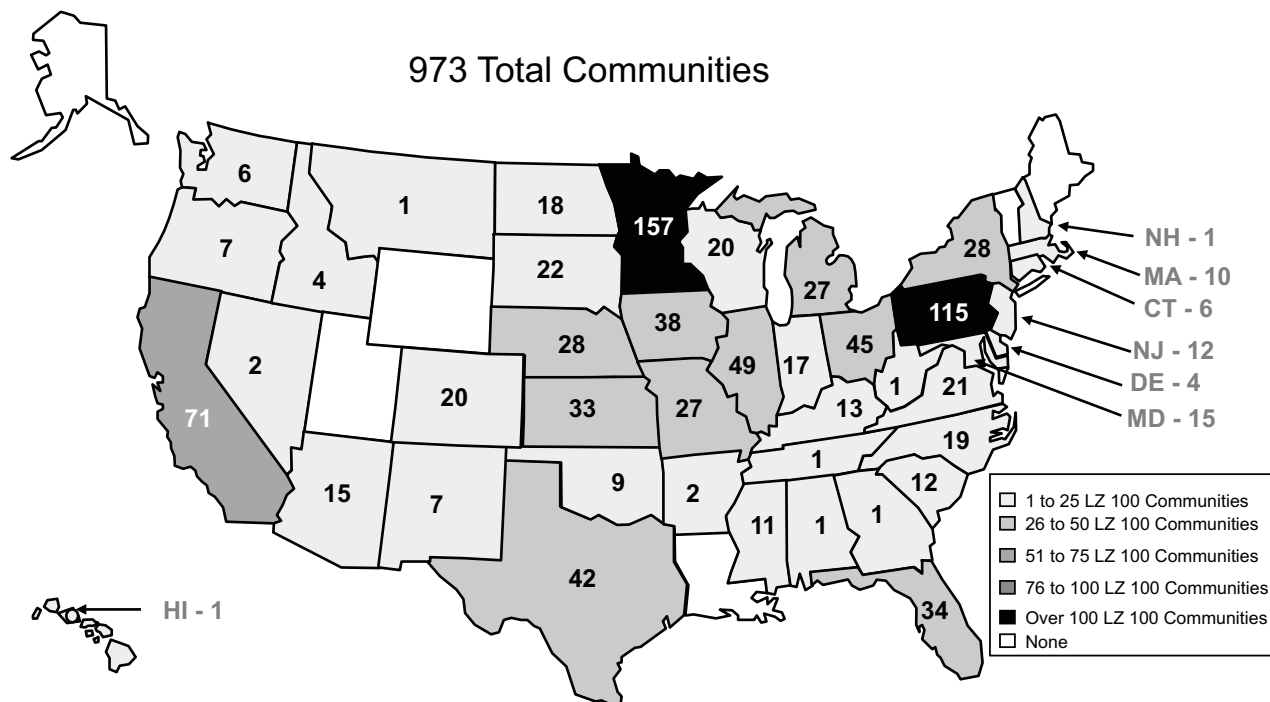 973 Total Communities
6
1
18
157
20
28
NH - 1
7
4
22
27
MA - 10
CT - 6
38
115
NJ - 12
2
28
49
17
45
DE - 4
20
33
27
13
1
21
MD - 15
71
19
1
15
7
9
2
12
11
1
1
42
34
HI - 1
1 to 25 LZ 100 Communities
26 to 50 LZ 100 Communities
51 to 75 LZ 100 Communities
76 to 100 LZ 100 Communities
Over 100 LZ 100 Communities
None